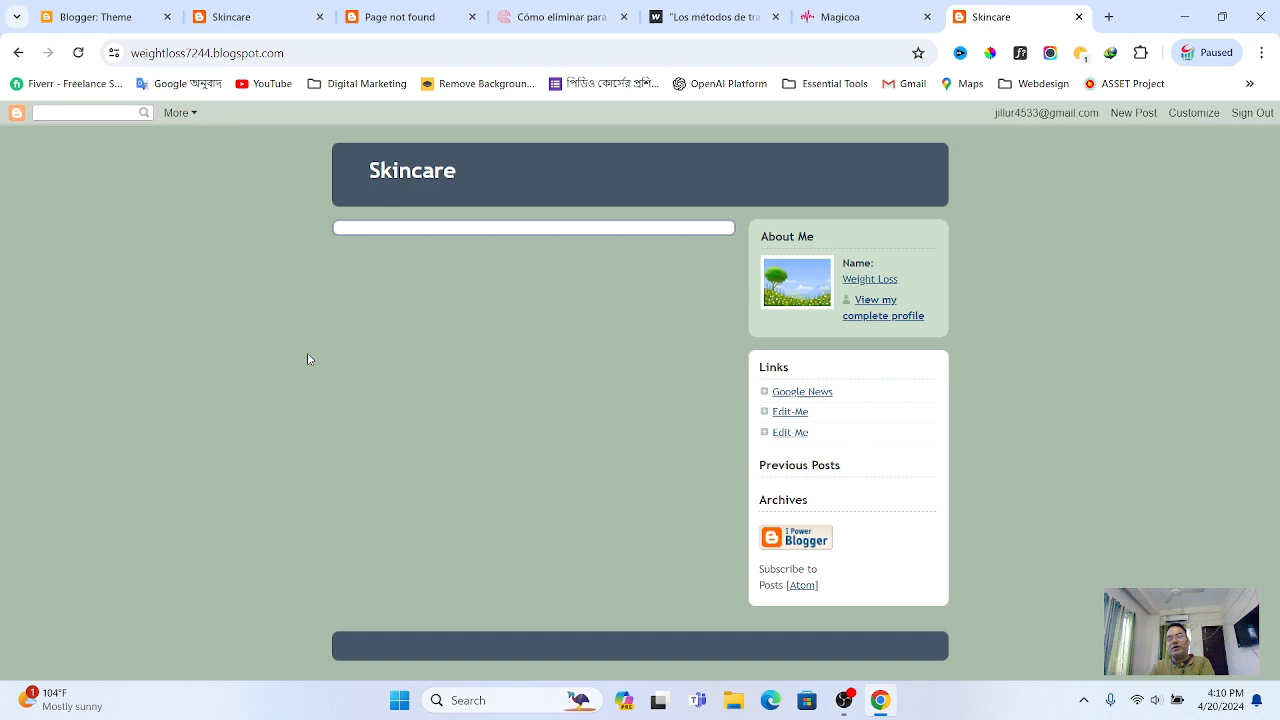 Blogger: Theme
Skincare
Page not found
Cómo eliminar para
"Los métodos de tra
Magicoa
Skincare
weightloss7244.blogspot.com
Paused
Fiverr - Freelance S...
Google অনুবাদ
YouTube
Digital Marketing
Remove Backgroun...
পিডিও কোর্সের প্রশি...
OpenAI Platform
Essential Tools
Gmail
Maps
Webdesign
ASSET Project
More
jillur4533@gmail.com
New Post
Customize
Sign Out
Skincare
About Me
Name:
Weight Loss
View my
complete profile
Links
Google News
Edit-Me
Edit-Me
Previous Posts
Archives
I Power
Blogger
Subscribe to
Posts [Atom]
104°F
Mostly sunny
Search
PRE
4:10 PM
4/20/2024